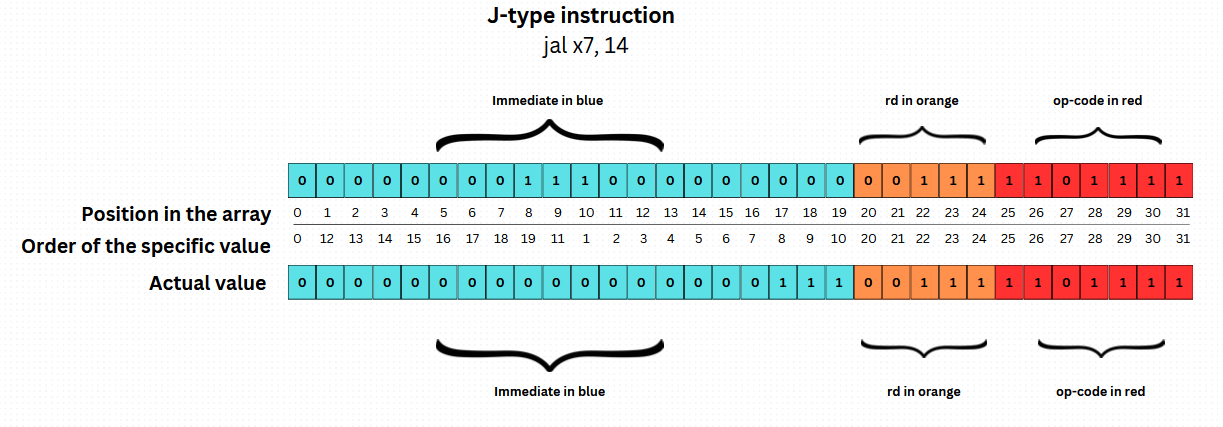 J-type instruction
jal x7, 14
Immediate in blue rd in orange op-code in red
0 0 0 0 0 0 0 0 1 1 1 0 0 0 0 0 0 0 0 0 0 0 1 1 1 1 1 0 1 1 1 1
Position in the array 0 1 2 3 4 5 6 7 8 9 10 11 12 13 14 15 16 17 18 19 20 21 22 23 24 25 26 27 28 29 30 31
Order of the specific value 0 12 13 14 15 16 17 18 19 11 1 2 3 4 5 6 7 8 9 10 20 21 22 23 24 25 26 27 28 29 30 31
Actual value 0 0 0 0 0 0 0 0 0 0 0 0 0 0 0 0 0 1 1 1 0 0 1 1 1 1 1 0 1 1 1 1
Immediate in blue rd in orange op-code in red